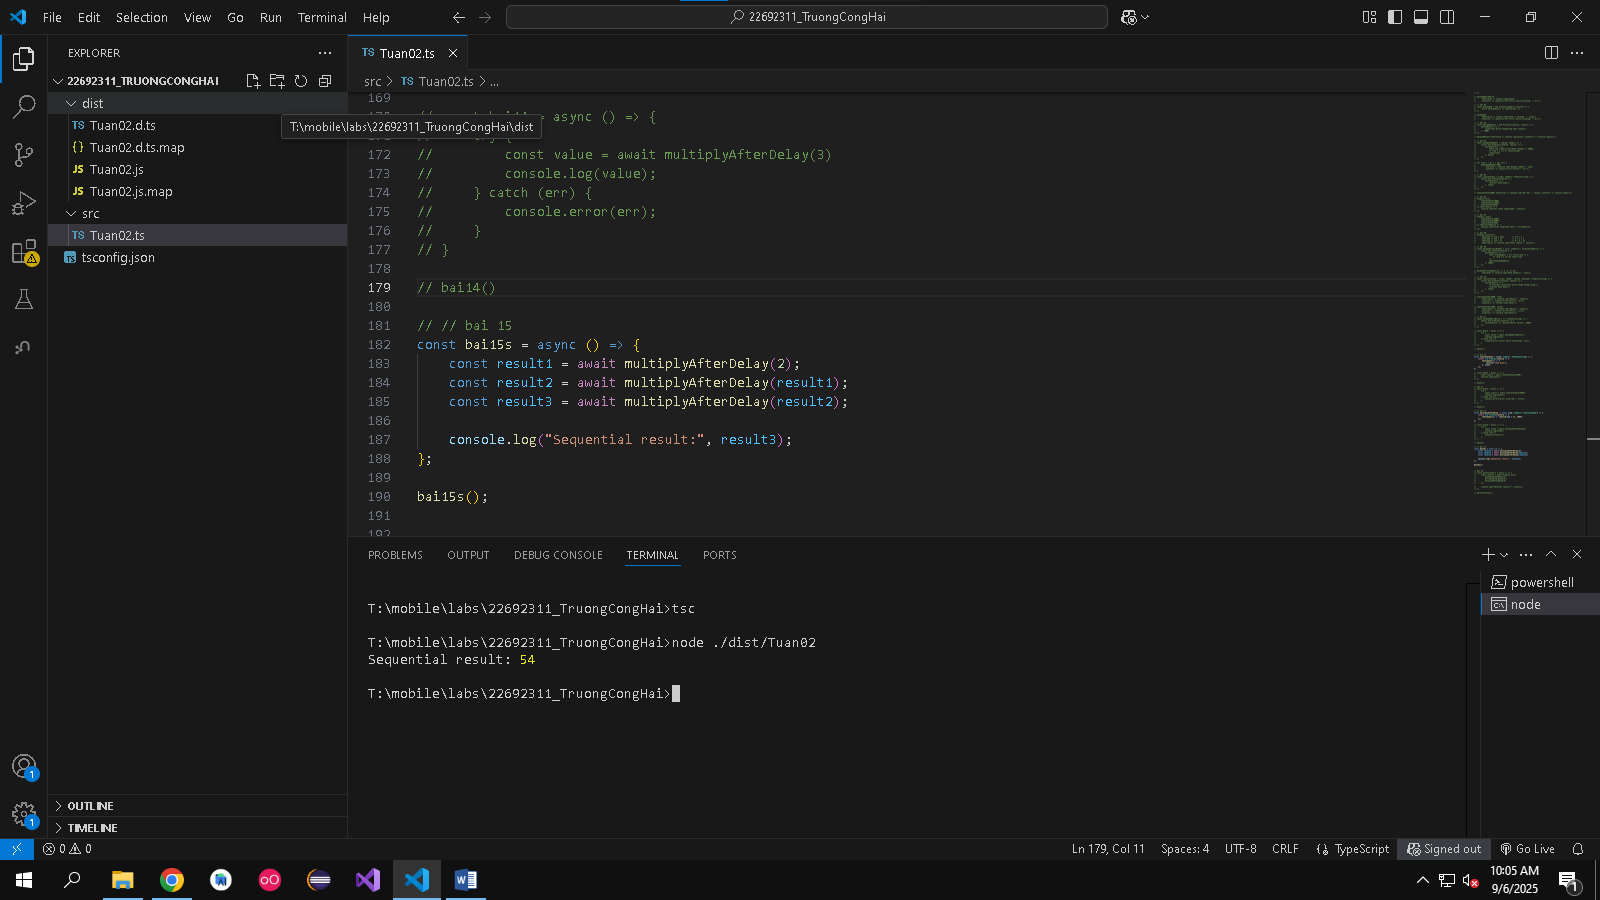 File Edit Selection View Go Run Terminal Help
22692311_TruongCongHai
EXPLORER
22692311_TRUONGCONGHAI
dist
Tuan02.d.ts
Tuan02.d.ts.map
Tuan02.js
Tuan02.js.map
src
Tuan02.ts
tsconfig.json
OUTLINE
TIMELINE
T:\mobile\labs\22692311_TruongCongHai\dist
TS Tuan02.ts
src > TS Tuan02.ts > ...
169
= async () => {
172 //         const value = await multiplyAfterDelay(3)
173 //         console.log(value);
174 //     } catch (err) {
175 //         console.error(err);
176 //     }
177 // }
178
179 // bai14()
180
181 // // bai 15
182 const bai15s = async () => {
183     const result1 = await multiplyAfterDelay(2);
184     const result2 = await multiplyAfterDelay(result1);
185     const result3 = await multiplyAfterDelay(result2);
186
187     console.log("Sequential result:", result3);
188 };
189
190 bai15s();
191
192
PROBLEMS OUTPUT DEBUG CONSOLE TERMINAL PORTS
T:\mobile\labs\22692311_TruongCongHai>tsc
T:\mobile\labs\22692311_TruongCongHai>node ./dist/Tuan02
Sequential result: 54
T:\mobile\labs\22692311_TruongCongHai>
powershell
node
0 0
Ln 179, Col 11 Spaces: 4 UTF-8 CRLF {} TypeScript Signed out Go Live
10:05 AM
9/6/2025
1